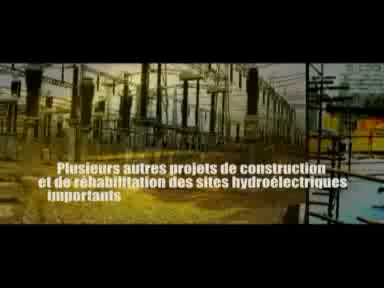 Plusieurs autres projets de construction
et de réhabilitation des sites hydroélectriques
importants